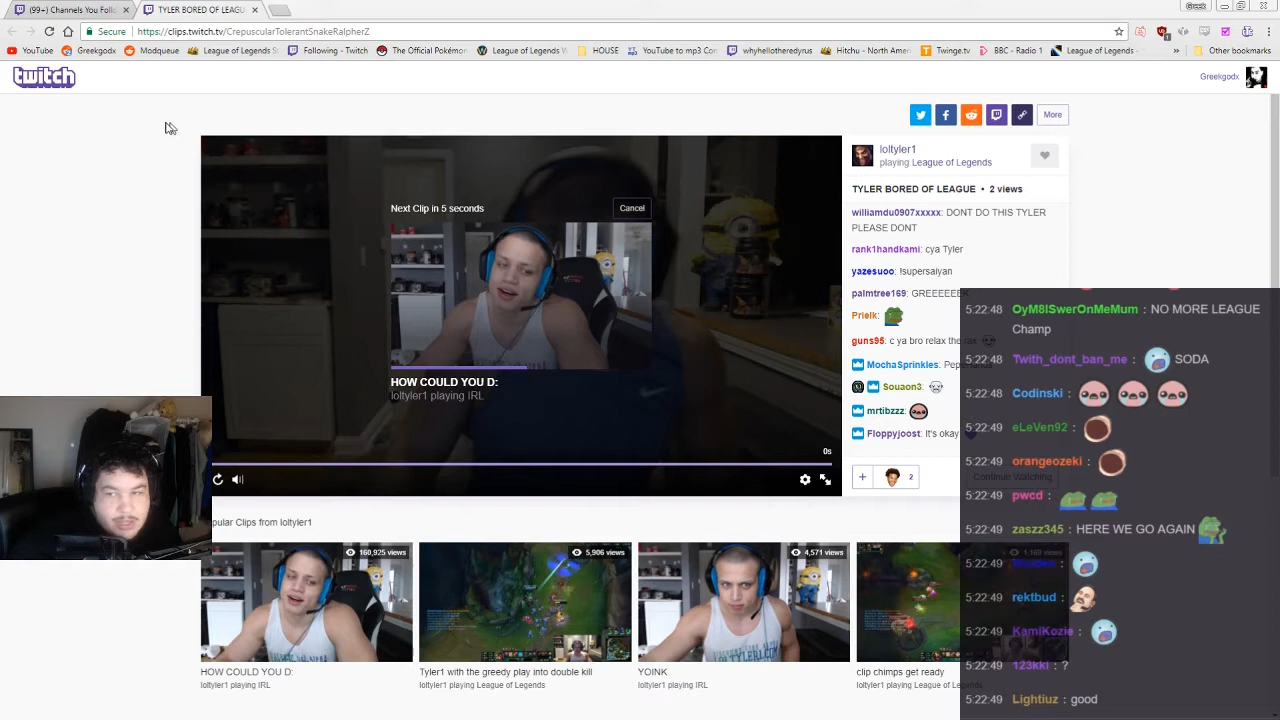 (99+) Channels You Follo
TYLER BORED OF LEAGU
Secure
https://clips.twitch.tv/CrepuscularTolerantSnakeRalpherZ
YouTube
Greekgodx
Modqueue
League of Legends S
Following - Twitch
The Official Pokémon
League of Legends W
HOUSE
YouTube to mp3 Con
whyhellotheredyrus
Hitchu - North Amer
Twinge.tv
BBC - Radio 1
League of Legends -
»
Other bookmarks
twitch
Greekgodx
More
loltyler1
playing League of Legends
TYLER BORED OF LEAGUE • 2 views
Next Clip in 5 seconds
Cancel
HOW COULD YOU D:
loltyler1 playing IRL
0s
williamdu0907xxxxx: DONT DO THIS TYLER
PLEASE DONT
rank1handkami: cya Tyler
yazesuoo: !supersaiyan
palmtree169: GREEEEEEK
Prielk:
guns95: c ya bro relax the rax
MochaSprinkles:
Souaon3:
mrtibzzz:
Floppyjoost: It's okay
+
2
Continue Watching
5:22:48 OyM8ISwerOnMeMum : NO MORE LEAGUE
Champ
5:22:48 Twith_dont_ban_me : SODA
5:22:48 Codinski :
5:22:49 eLeVen92 :
5:22:49 orangeozeki :
5:22:49 pwcd :
5:22:49 zaszz345 : HERE WE GO AGAIN
5:22:49
5:22:49 rektbud :
5:22:49 KamiKozie :
5:22:49 123kki : ?
5:22:49 Lightiuz : good
pular Clips from loltyler1
160,925 views
HOW COULD YOU D:
loltyler1 playing IRL
5,906 views
Tyler1 with the greedy play into double kill
loltyler1 playing League of Legends
4,571 views
YOINK
loltyler1 playing IRL
1,169 views
clip chimps get ready
loltyler1 playing League of Legends